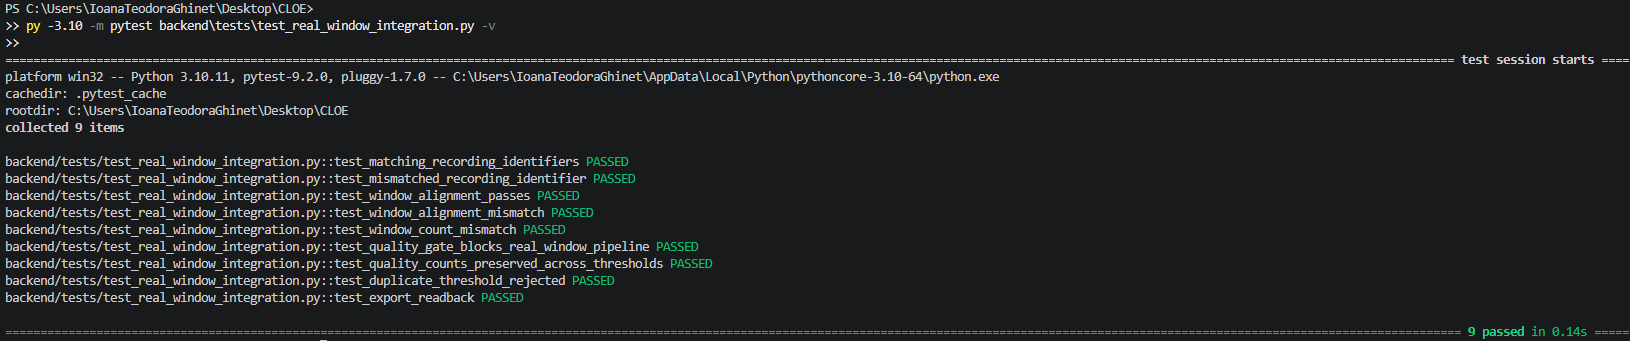 PS C:\Users\IoanaTeodoraGhinet\Desktop\CLOE>
>> py -3.10 -m pytest backend\tests\test_real_window_integration.py -v
>>
============================== test session starts ====
platform win32 -- Python 3.10.11, pytest-9.2.0, pluggy-1.7.0 -- C:\Users\IoanaTeodoraGhinet\AppData\Local\Python\pythoncore-3.10-64\python.exe
cachedir: .pytest_cache
rootdir: C:\Users\IoanaTeodoraGhinet\Desktop\CLOE
collected 9 items
backend/tests/test_real_window_integration.py::test_matching_recording_identifiers PASSED
backend/tests/test_real_window_integration.py::test_mismatched_recording_identifier PASSED
backend/tests/test_real_window_integration.py::test_window_alignment_passes PASSED
backend/tests/test_real_window_integration.py::test_window_alignment_mismatch PASSED
backend/tests/test_real_window_integration.py::test_window_count_mismatch PASSED
backend/tests/test_real_window_integration.py::test_quality_gate_blocks_real_window_pipeline PASSED
backend/tests/test_real_window_integration.py::test_quality_counts_preserved_across_thresholds PASSED
backend/tests/test_real_window_integration.py::test_duplicate_threshold_rejected PASSED
backend/tests/test_real_window_integration.py::test_export_readback PASSED
============================== 9 passed in 0.14s =====